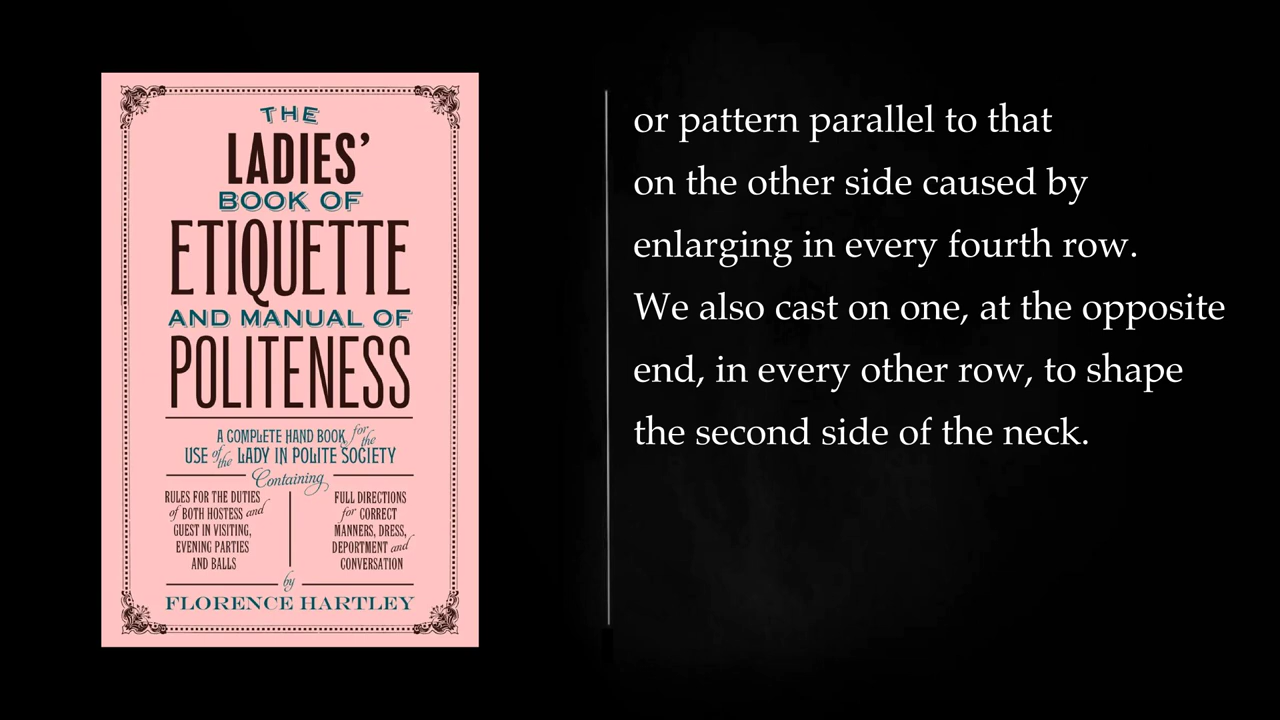 THE
LADIES'
BOOK OF
ETIQUETTE
AND MANUAL OF
POLITENESS
A COMPLETE HAND BOOK for the
USE of the LADY IN POLITE SOCIETY
Containing
RULES FOR THE DUTIES
of BOTH HOSTESS and
GUEST IN VISITING,
EVENING PARTIES
AND BALLS
FULL DIRECTIONS
for CORRECT
MANNERS, DRESS,
DEPORTMENT and
CONVERSATION
by
FLORENCE HARTLEY
or pattern parallel to that
on the other side caused by
enlarging in every fourth row.
We also cast on one, at the opposite
end, in every other row, to shape
the second side of the neck.